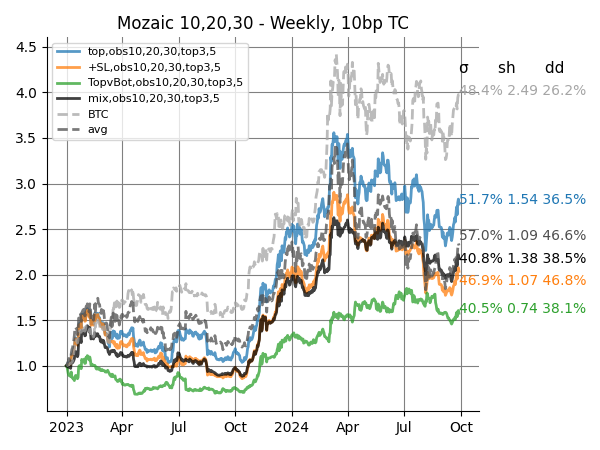 Mozaic 10,20,30 - Weekly, 10bp TC
top,obs10,20,30,top3,5
+SL,obs10,20,30,top3,5
TopvBot,obs10,20,30,top3,5
mix,obs10,20,30,top3,5
BTC
avg
σ sh dd
48.4% 2.49 26.2%
51.7% 1.54 36.5%
57.0% 1.09 46.6%
40.8% 1.38 38.5%
46.9% 1.07 46.8%
40.5% 0.74 38.1%
4.5
4.0
3.5
3.0
2.5
2.0
1.5
1.0
2023 Apr Jul Oct 2024 Apr Jul Oct